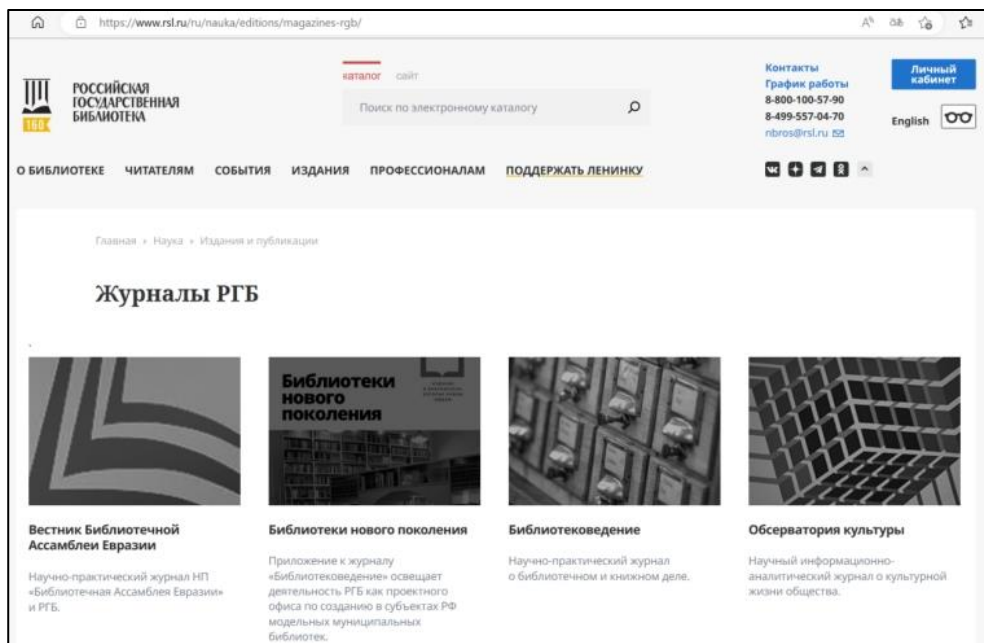 https://www.rsl.ru/ru/nauka/editions/magazines-rgb/
РОССИЙСКАЯ
ГОСУДАРСТВЕННАЯ
БИБЛИОТЕКА
160
каталог сайт
Поиск по электронному каталогу
Контакты
График работы
8-800-100-57-90
8-499-557-04-70
nbros@rsl.ru
Личный
кабинет
English
О БИБЛИОТЕКЕ ЧИТАТЕЛЯМ СОБЫТИЯ ИЗДАНИЯ ПРОФЕССИОНАЛАМ ПОДДЕРЖАТЬ ЛЕНИНКУ
Главная » Наука » Издания и публикации
Журналы РГБ
Библиотеки
нового
поколения
Вестник Библиотечной
Ассамблеи Евразии
Научно-практический журнал НП
«Библиотечная Ассамблея Евразии»
и РГБ.
Библиотеки нового поколения
Приложение к журналу
«Библиотековедение» освещает
деятельность РГБ как проектного
офиса по созданию в субъектах РФ
модельных муниципальных
библиотек.
Библиотековедение
Научно-практический журнал
о библиотечном и книжном деле.
Обсерватория культуры
Научный информационно-
аналитический журнал о культурной
жизни общества.